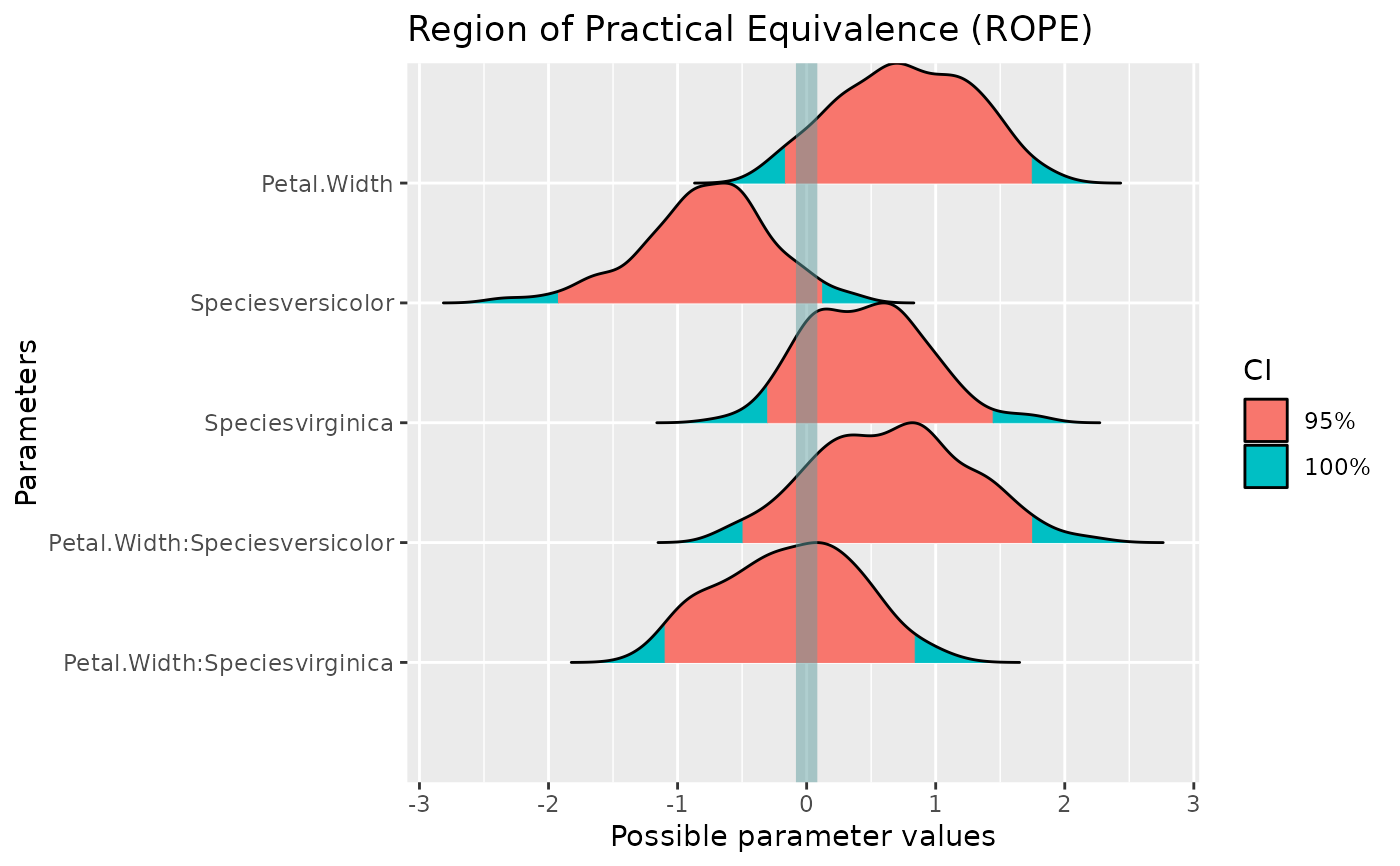 Region of Practical Equivalence (ROPE)
Parameters
Petal.Width
Speciesversicolor
Speciesvirginica
Petal.Width:Speciesversicolor
Petal.Width:Speciesvirginica
-3 -2 -1 0 1 2 3
Possible parameter values
CI
95%
100%